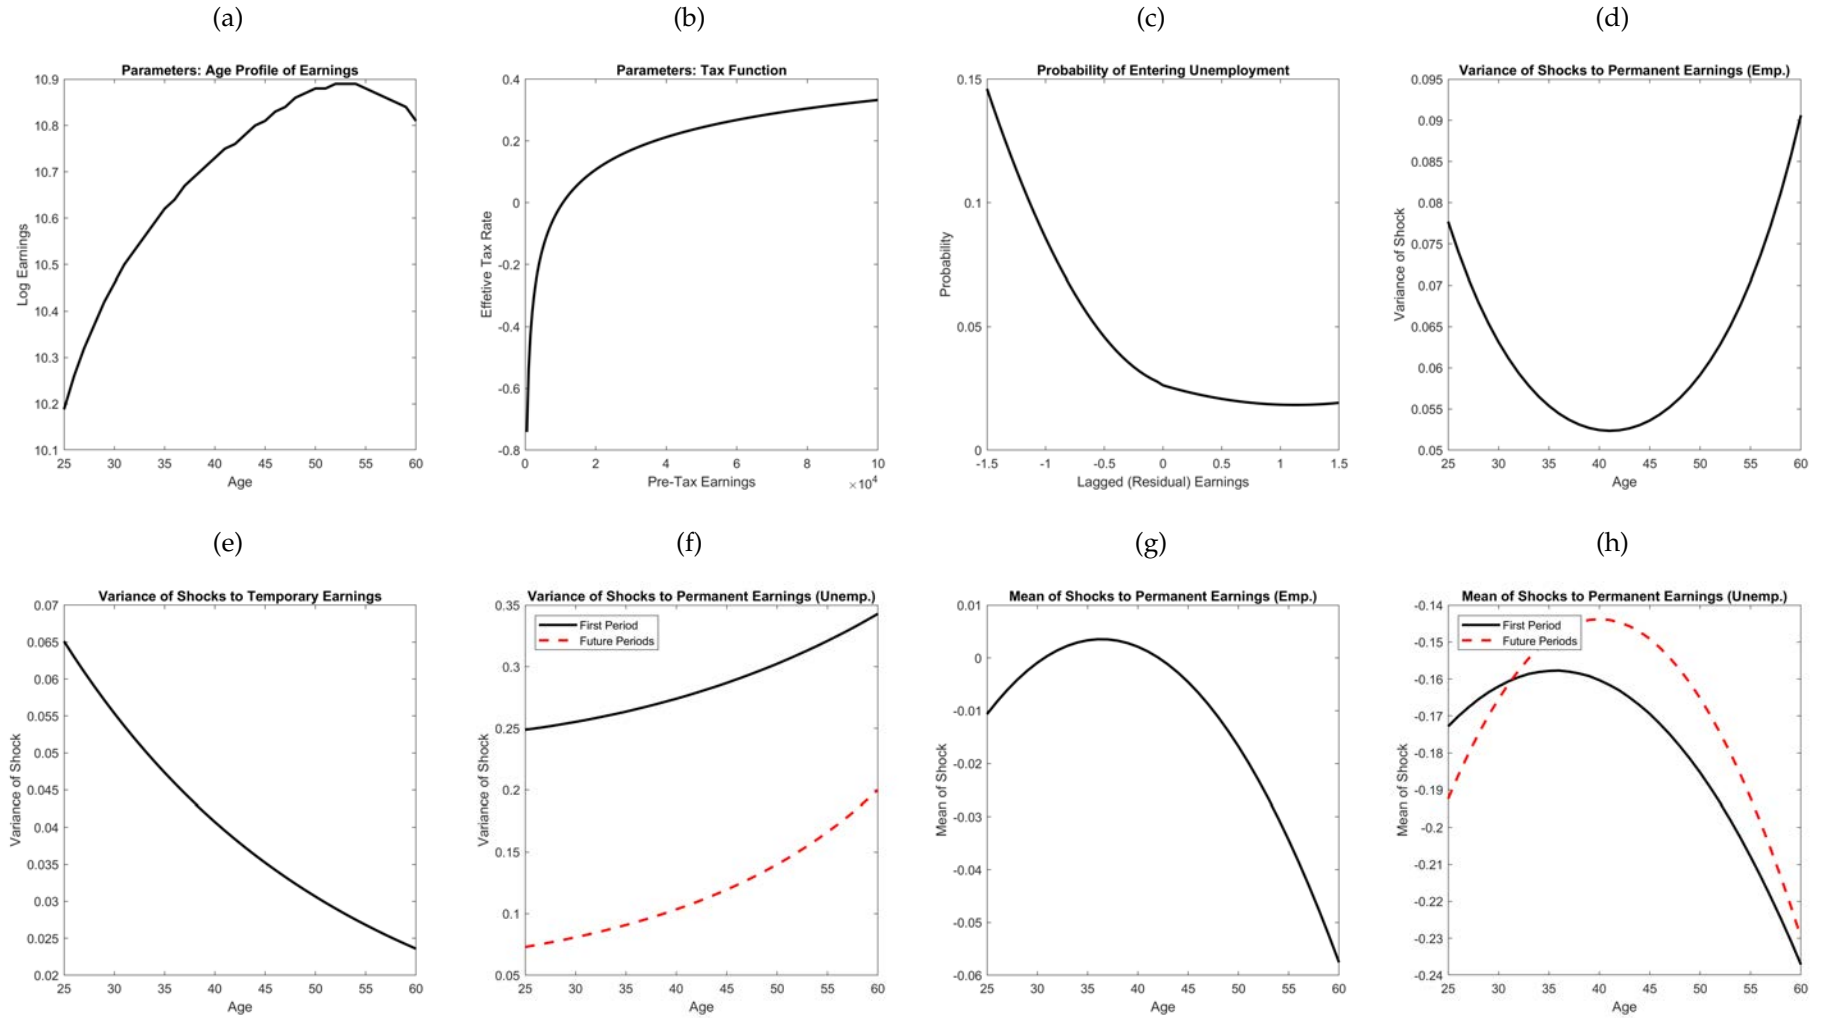 (a)
Parameters: Age Profile of Earnings
10.9
10.8
10.7
10.6
10.5
10.4
10.3
10.2
10.1
Log Earnings
25 30 35 40 45 50 55 60
Age
(b)
Parameters: Tax Function
0.4
0.2
0
-0.2
-0.4
-0.6
-0.8
Effetive Tax Rate
0 2 4 6 8 10
Pre-Tax Earnings
×10⁴
(c)
Probability of Entering Unemployment
0.15
0.1
0.05
0
Probability
-1.5 -1 -0.5 0 0.5 1 1.5
Lagged (Residual) Earnings
(d)
Variance of Shocks to Permanent Earnings (Emp.)
0.095
0.09
0.085
0.08
0.075
0.07
0.065
0.06
0.055
0.05
Variance of Shock
25 30 35 40 45 50 55 60
Age
(e)
Variance of Shocks to Temporary Earnings
0.07
0.065
0.06
0.055
0.05
0.045
0.04
0.035
0.03
0.025
0.02
Variance of Shock
25 30 35 40 45 50 55 60
Age
(f)
Variance of Shocks to Permanent Earnings (Unemp.)
First Period
Future Periods
0.35
0.3
0.25
0.2
0.15
0.1
0.05
Variance of Shock
25 30 35 40 45 50 55 60
Age
(g)
Mean of Shocks to Permanent Earnings (Emp.)
0.01
0
-0.01
-0.02
-0.03
-0.04
-0.05
-0.06
Mean of Shock
25 30 35 40 45 50 55 60
Age
(h)
Mean of Shocks to Permanent Earnings (Unemp.)
First Period
Future Periods
-0.14
-0.15
-0.16
-0.17
-0.18
-0.19
-0.2
-0.21
-0.22
-0.23
-0.24
Mean of Shock
25 30 35 40 45 50 55 60
Age